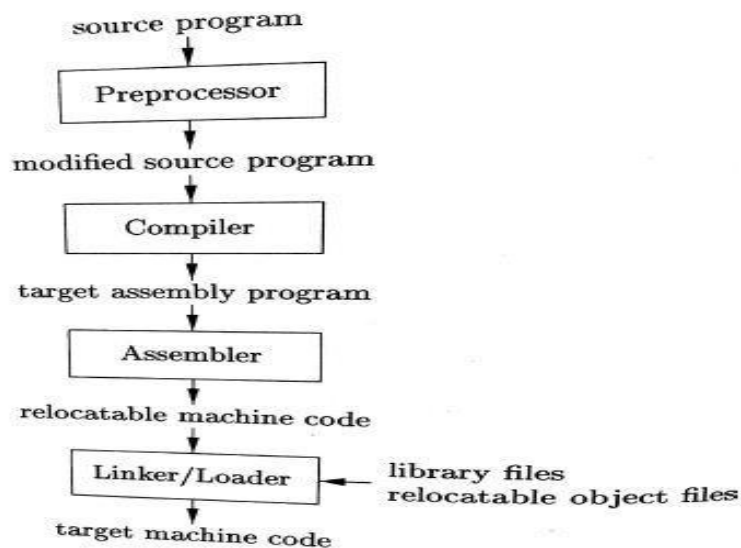 source program
Preprocessor
modified source program
Compiler
target assembly program
Assembler
relocatable machine code
Linker/Loader
library files
relocatable object files
target machine code